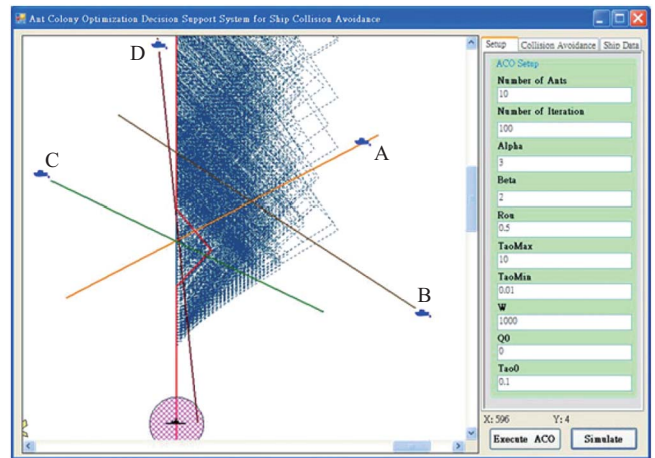 Ant Colony Optimization Decision Support System for Ship Collision Avoidance
D
C
A
B
Setup Collision Avoidance Ship Data
ACO Setup
Number of Ants
10
Number of Iteration
100
Alpha
3
Beta
2
Rou
0.5
TaoMax
10
TaoMin
0.01
W
1000
Q0
0
Tao0
0.1
X: 596 Y: 4
Execute ACO Simulate